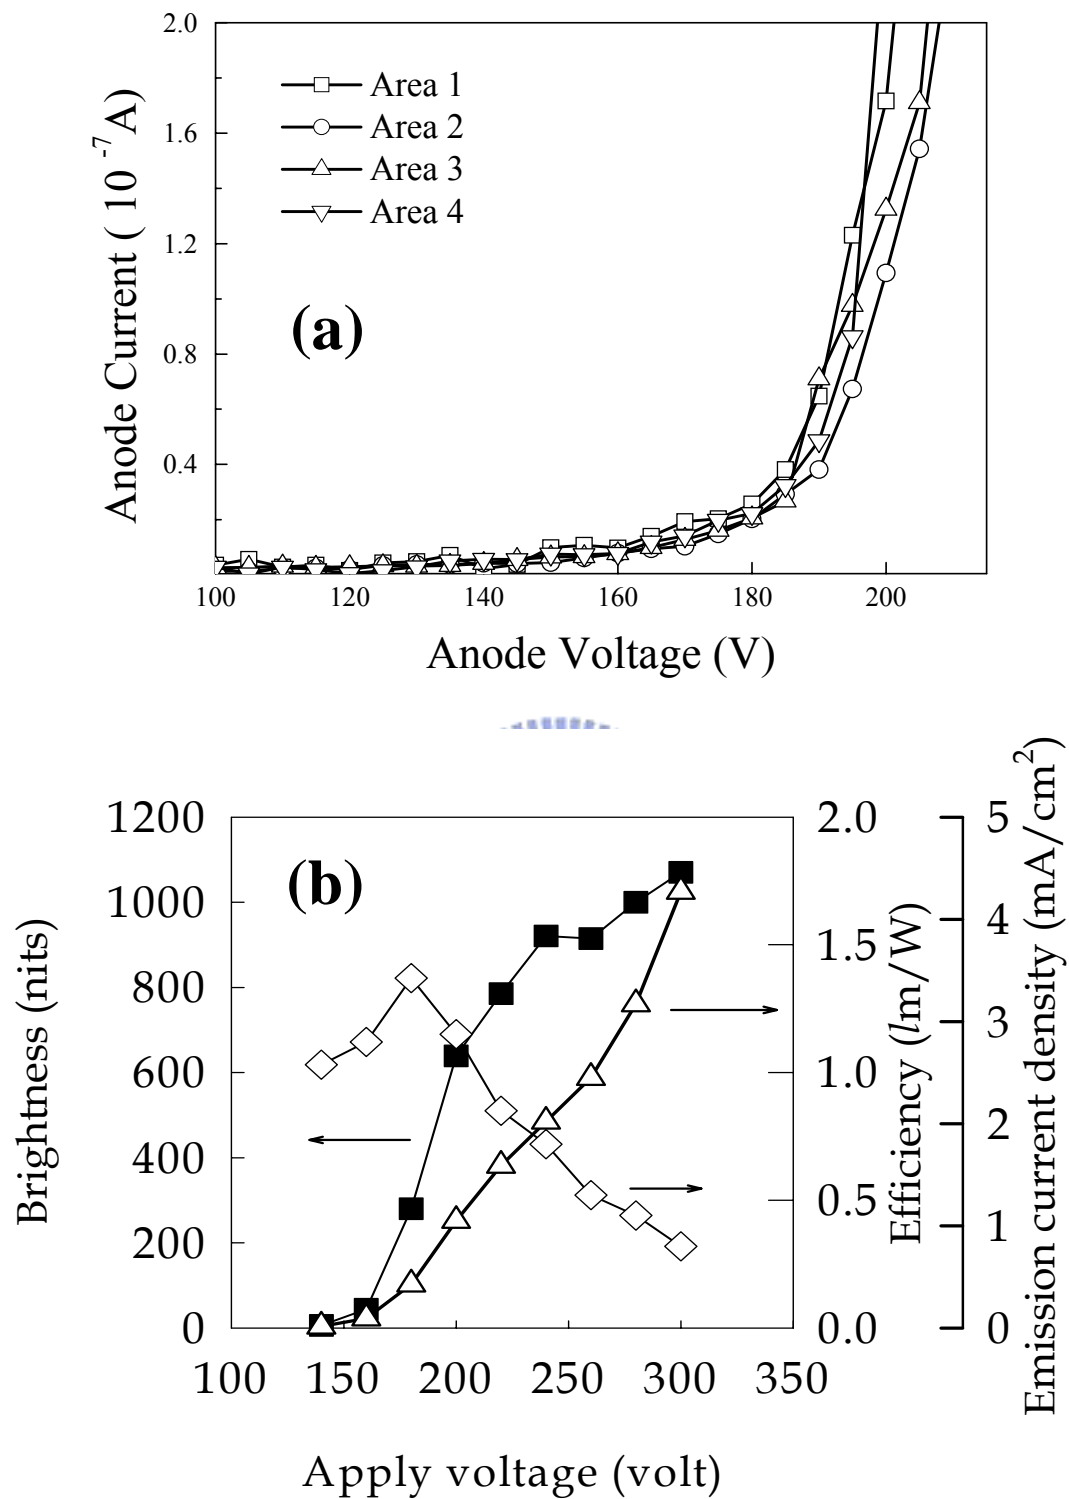 2.0
1.6
1.2
0.8
0.4
Anode Current ( 10 -7 A)
Area 1
Area 2
Area 3
Area 4
(a)
100 120 140 160 180 200
Anode Voltage (V)
1200
1000
800
600
400
200
0
Brightness (nits)
(b)
2.0
1.5
1.0
0.5
0.0
Efficiency (lm/W)
5
4
3
2
1
0
Emission current density (mA/cm2)
100 150 200 250 300 350
Apply voltage (volt)